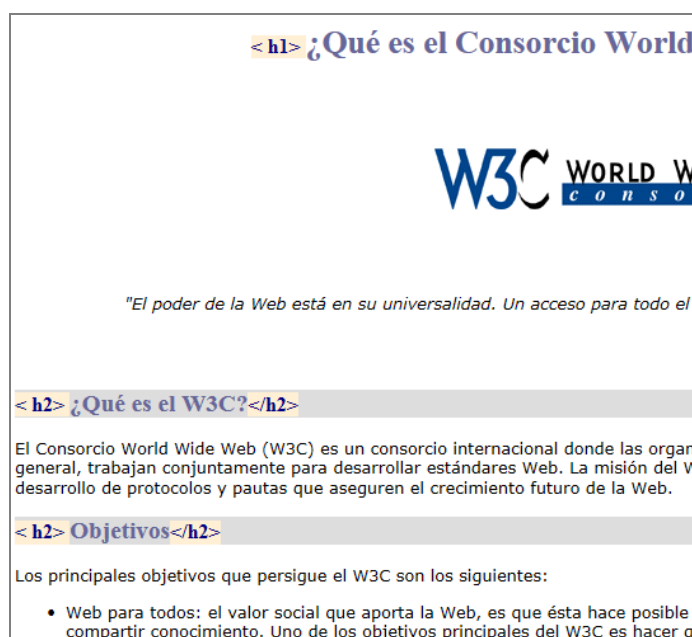 < h1> ¿Qué es el Consorcio World
W3C WORLD W
conso
"El poder de la Web está en su universalidad. Un acceso para todo el
< h2> ¿Qué es el W3C?</h2>
El Consorcio World Wide Web (W3C) es un consorcio internacional donde las organ
general, trabajan conjuntamente para desarrollar estándares Web. La misión del W
desarrollo de protocolos y pautas que aseguren el crecimiento futuro de la Web.
< h2> Objetivos</h2>
Los principales objetivos que persigue el W3C son los siguientes:
• Web para todos: el valor social que aporta la Web, es que ésta hace posible
compartir conocimiento. Uno de los objetivos principales del W3C es hacer